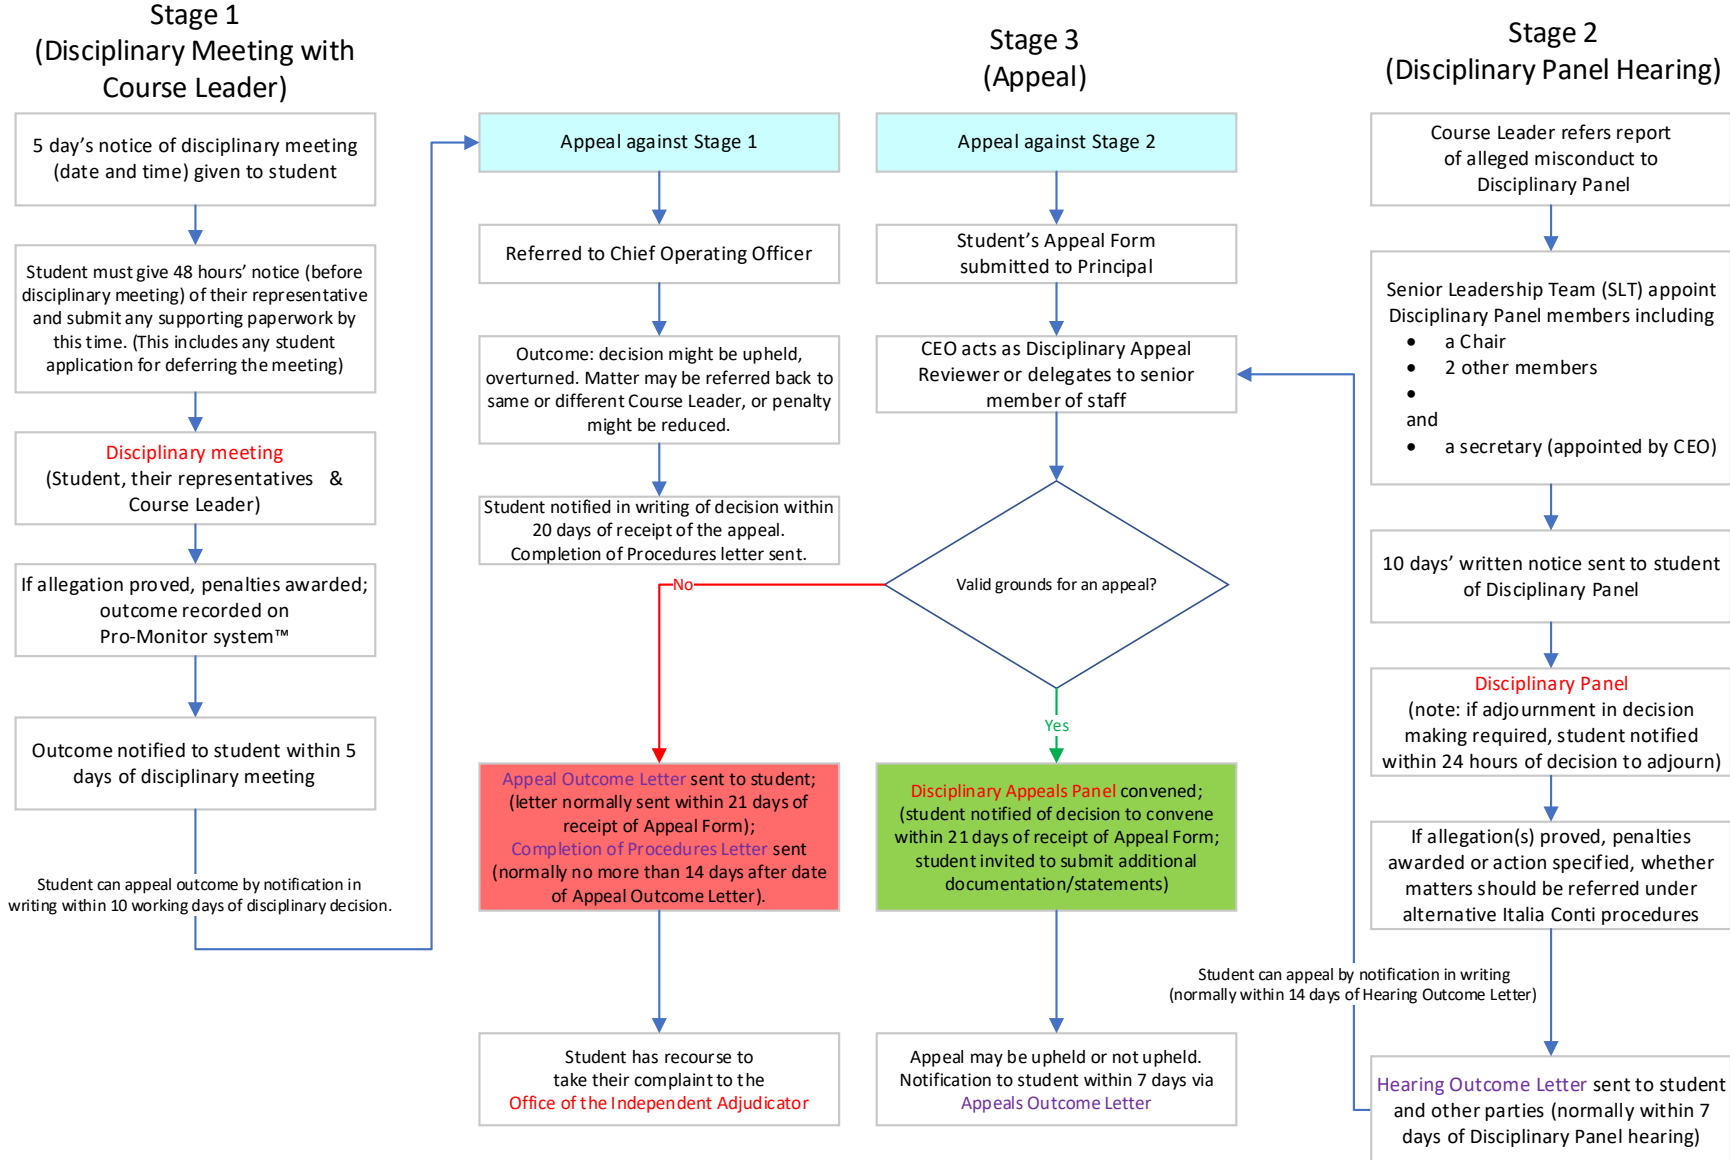 Stage 1
(Disciplinary Meeting with
Course Leader)
5 day's notice of disciplinary meeting
(date and time) given to student
Student must give 48 hours' notice (before
disciplinary meeting) of their representative
and submit any supporting paperwork by
this time. (This includes any student
application for deferring the meeting)
Disciplinary meeting
(Student, their representatives &
Course Leader)
If allegation proved, penalties awarded;
outcome recorded on
Pro-Monitor system™
Outcome notified to student within 5
days of disciplinary meeting
Student can appeal outcome by notification in
writing within 10 working days of disciplinary decision.
Stage 3
(Appeal)
Appeal against Stage 1
Referred to Chief Operating Officer
Outcome: decision might be upheld,
overturned. Matter may be referred back to
same or different Course Leader, or penalty
might be reduced.
Student notified in writing of decision within
20 days of receipt of the appeal.
Completion of Procedures letter sent.
Appeal against Stage 2
Student's Appeal Form
submitted to Principal
CEO acts as Disciplinary Appeal
Reviewer or delegates to senior
member of staff
Valid grounds for an appeal?
No
Yes
Appeal Outcome Letter sent to student;
(letter normally sent within 21 days of
receipt of Appeal Form);
Completion of Procedures Letter sent
(normally no more than 14 days after date
of Appeal Outcome Letter).
Student has recourse to
take their complaint to the
Office of the Independent Adjudicator
Disciplinary Appeals Panel convened;
(student notified of decision to convene
within 21 days of receipt of Appeal Form;
student invited to submit additional
documentation/statements)
Appeal may be upheld or not upheld.
Notification to student within 7 days via
Appeals Outcome Letter
Stage 2
(Disciplinary Panel Hearing)
Course Leader refers report
of alleged misconduct to
Disciplinary Panel
Senior Leadership Team (SLT) appoint
Disciplinary Panel members including
• a Chair
• 2 other members
•
and
• a secretary (appointed by CEO)
10 days' written notice sent to student
of Disciplinary Panel
Disciplinary Panel
(note: if adjournment in decision
making required, student notified
within 24 hours of decision to adjourn)
If allegation(s) proved, penalties
awarded or action specified, whether
matters should be referred under
alternative Italia Conti procedures
Student can appeal by notification in writing
(normally within 14 days of Hearing Outcome Letter)
Hearing Outcome Letter sent to student
and other parties (normally within 7
days of Disciplinary Panel hearing)